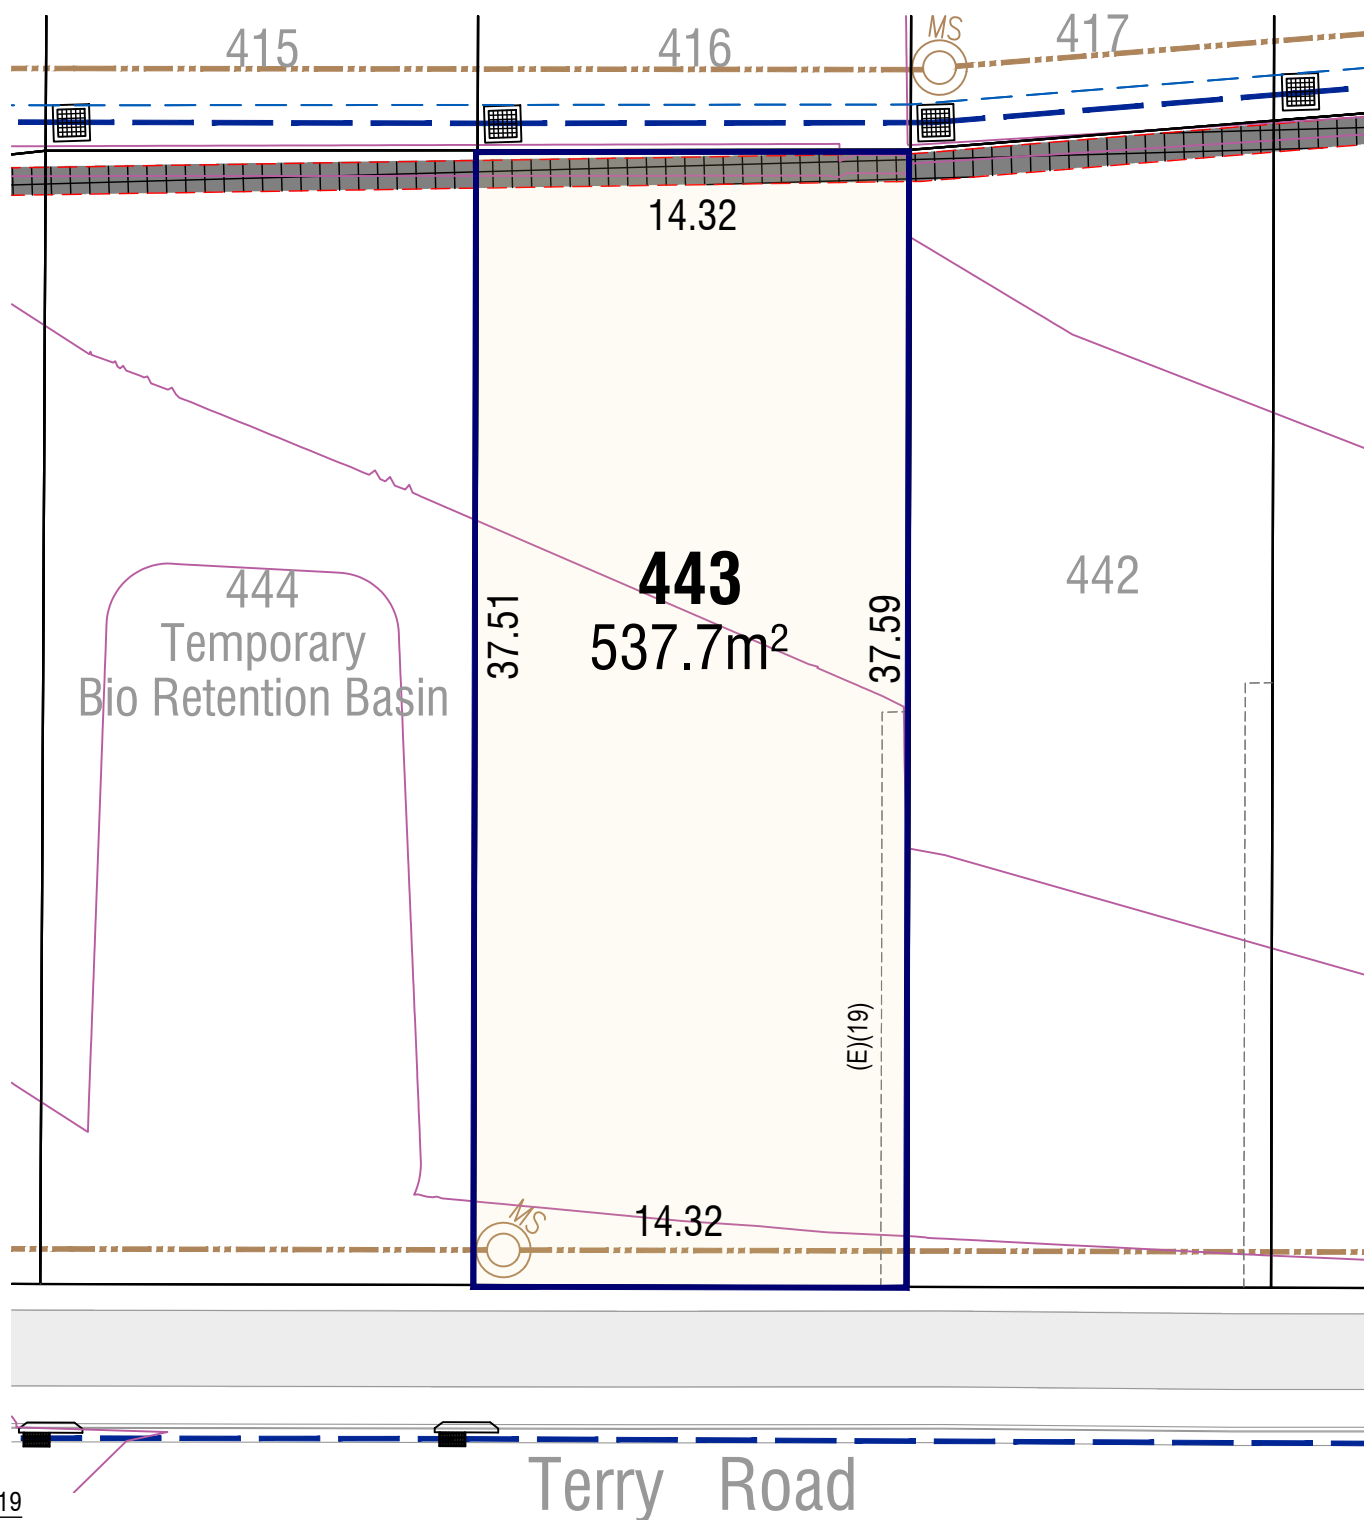 MS
415
416
417
14.32
443
537.7m²
37.51
37.59
442
444
Temporary
Bio Retention Basin
(E)(19)
MS
14.32
Terry Road
19